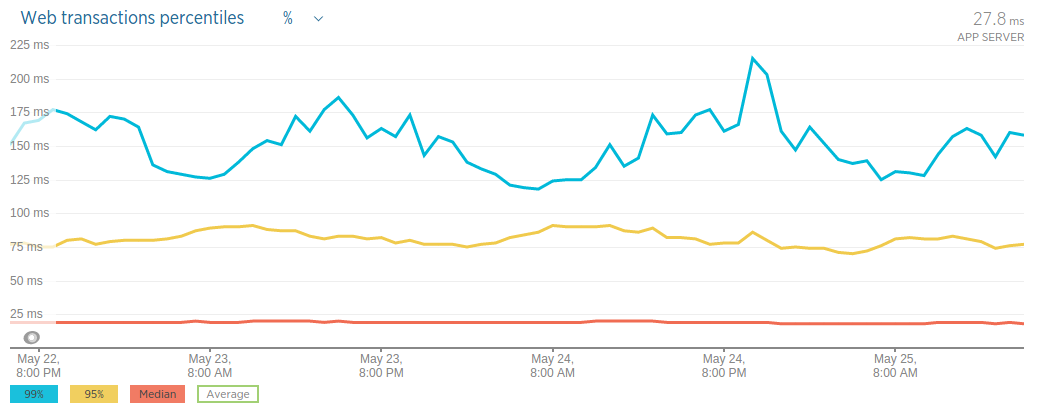 Web transactions percentiles %
27.8 ms
APP SERVER
225 ms
200 ms
175 ms
150 ms
125 ms
100 ms
75 ms
50 ms
25 ms
May 22, May 23, May 23, May 24, May 24, May 25,
8:00 PM 8:00 AM 8:00 PM 8:00 AM 8:00 PM 8:00 AM
99% 95% Median Average